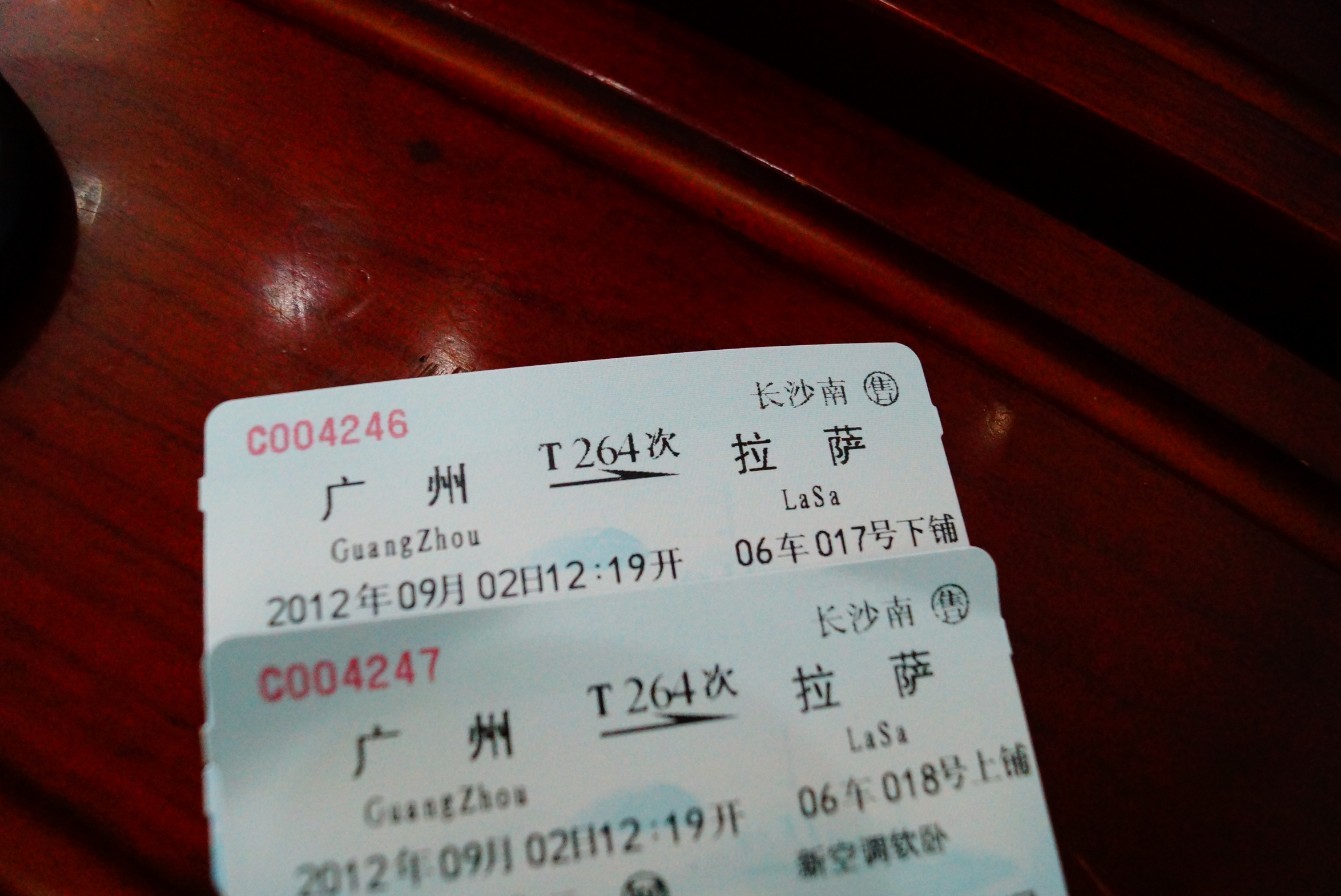 C004246 长沙南 售
广州 T264次 拉萨
GuangZhou LaSa
2012年09月02日12:19开 06车017号下铺
C004247 长沙南 售
广州 T264次 拉萨
GuangZhou LaSa
2012年09月02日12:19开 06车018号上铺
新空调软卧